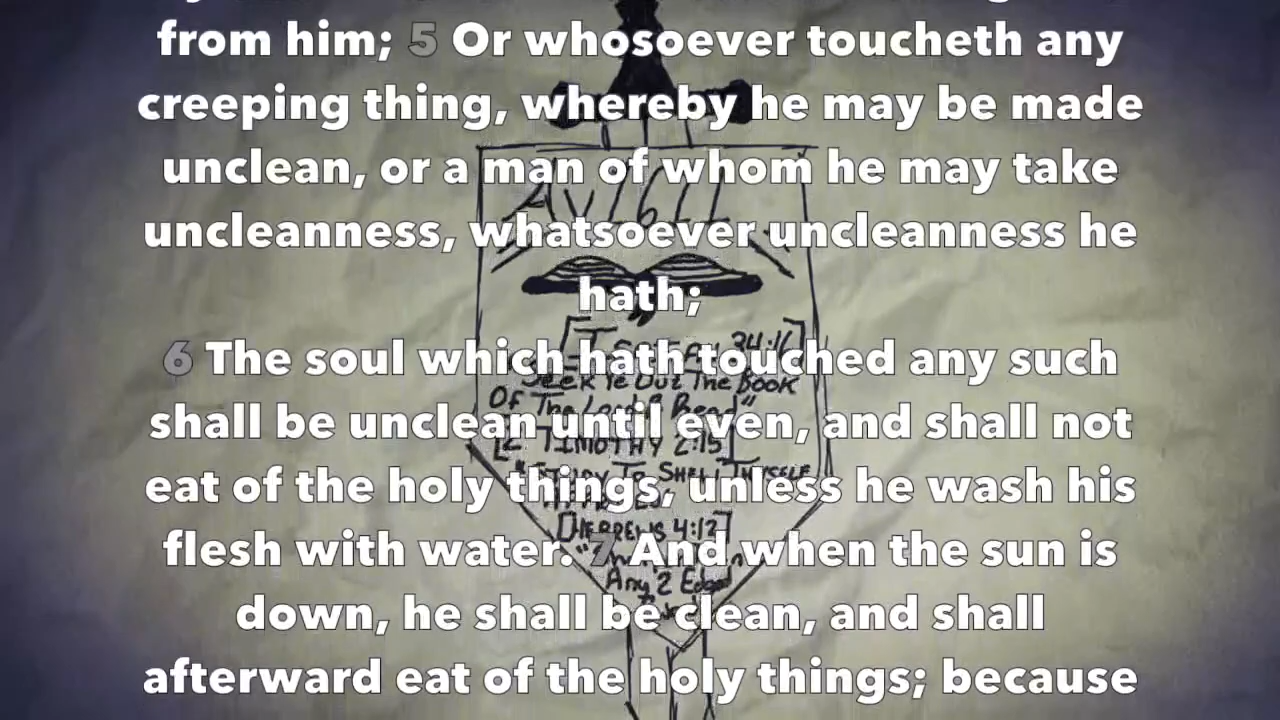 from him; 5 Or whosoever toucheth any
creeping thing, whereby he may be made
unclean, or a man of whom he may take
uncleanness, whatsoever uncleanness he
hath;
6 The soul which hath touched any such
shall be unclean until even, and shall not
eat of the holy things, unless he wash his
flesh with water. 7 And when the sun is
down, he shall be clean, and shall
afterward eat of the holy things; because
AV1611
34:16]
Seek Ye Out The Book
Of The Lord & Read"
[2 TIMOTHY 2:15]
To THYSELF
[HEBREWS 4:12]
Any 2 Edged